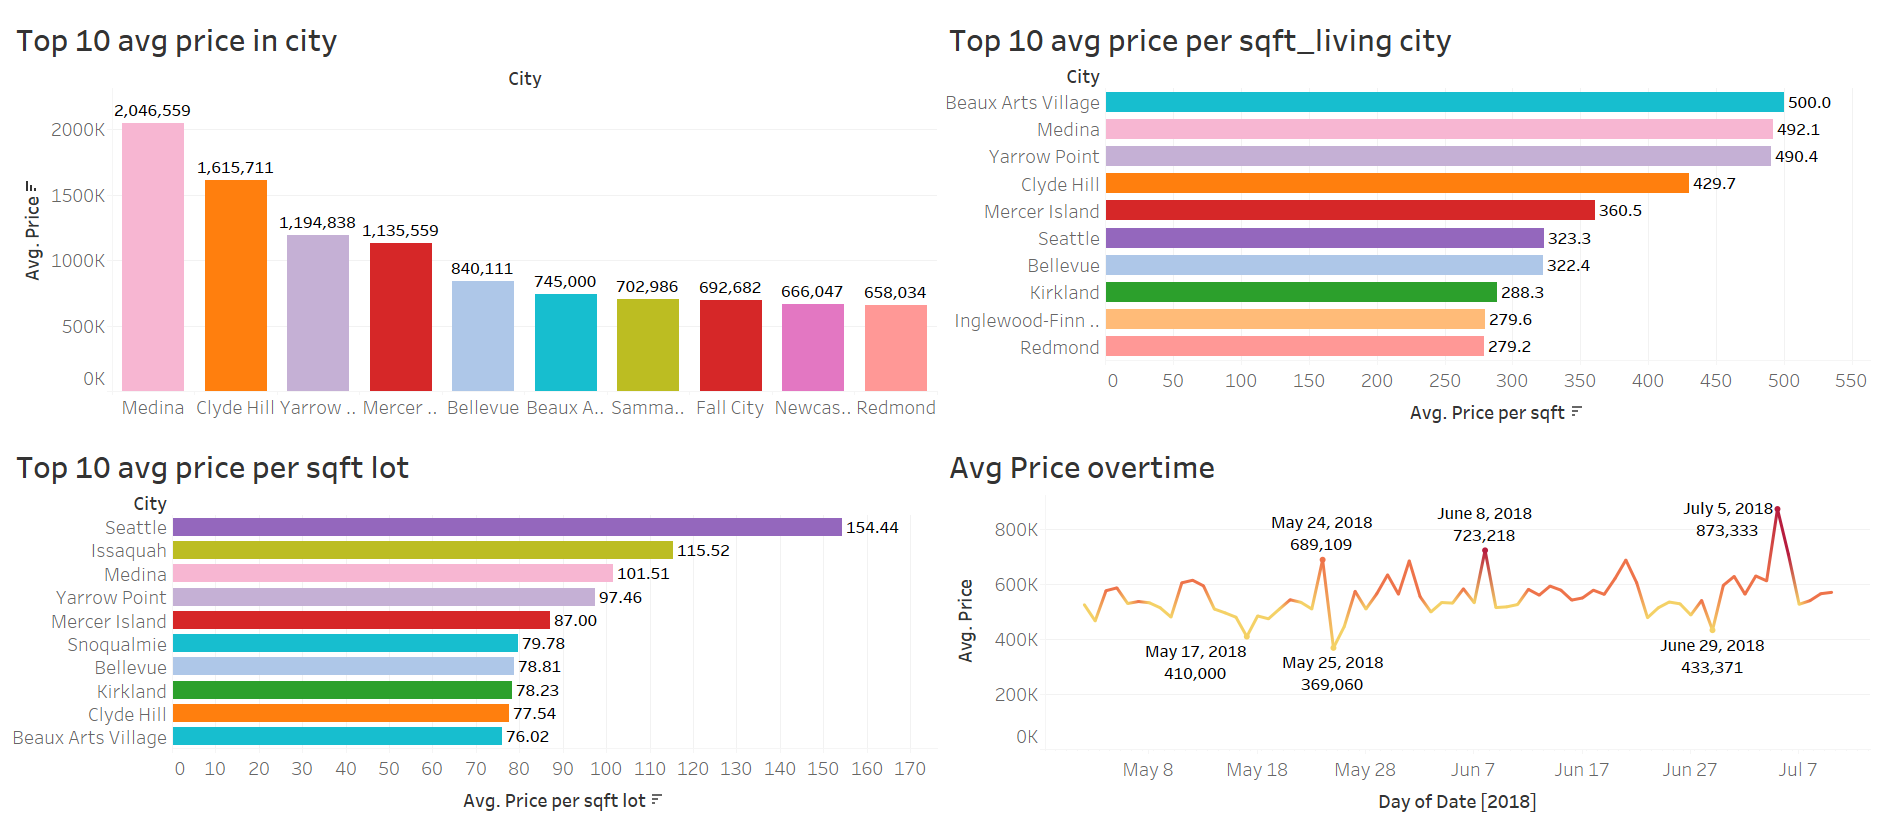 Top 10 avg price in city
City
Avg. Price
2000K
1500K
1000K
500K
0K
2,046,559
1,615,711
1,194,838
1,135,559
840,111
745,000
702,986
692,682
666,047
658,034
Medina
Clyde Hill
Yarrow ..
Mercer ..
Bellevue
Beaux A..
Samma..
Fall City
Newcas..
Redmond
Top 10 avg price per sqft_living city
City
Beaux Arts Village 500.0
Medina 492.1
Yarrow Point 490.4
Clyde Hill 429.7
Mercer Island 360.5
Seattle 323.3
Bellevue 322.4
Kirkland 288.3
Inglewood-Finn .. 279.6
Redmond 279.2
0 50 100 150 200 250 300 350 400 450 500 550
Avg. Price per sqft
Top 10 avg price per sqft lot
City
Seattle 154.44
Issaquah 115.52
Medina 101.51
Yarrow Point 97.46
Mercer Island 87.00
Snoqualmie 79.78
Bellevue 78.81
Kirkland 78.23
Clyde Hill 77.54
Beaux Arts Village 76.02
0 10 20 30 40 50 60 70 80 90 100 110 120 130 140 150 160 170
Avg. Price per sqft lot
Avg Price overtime
Avg. Price
800K
600K
400K
200K
0K
May 17, 2018
410,000
May 24, 2018
689,109
May 25, 2018
369,060
June 8, 2018
723,218
June 29, 2018
433,371
July 5, 2018
873,333
May 8 May 18 May 28 Jun 7 Jun 17 Jun 27 Jul 7
Day of Date [2018]